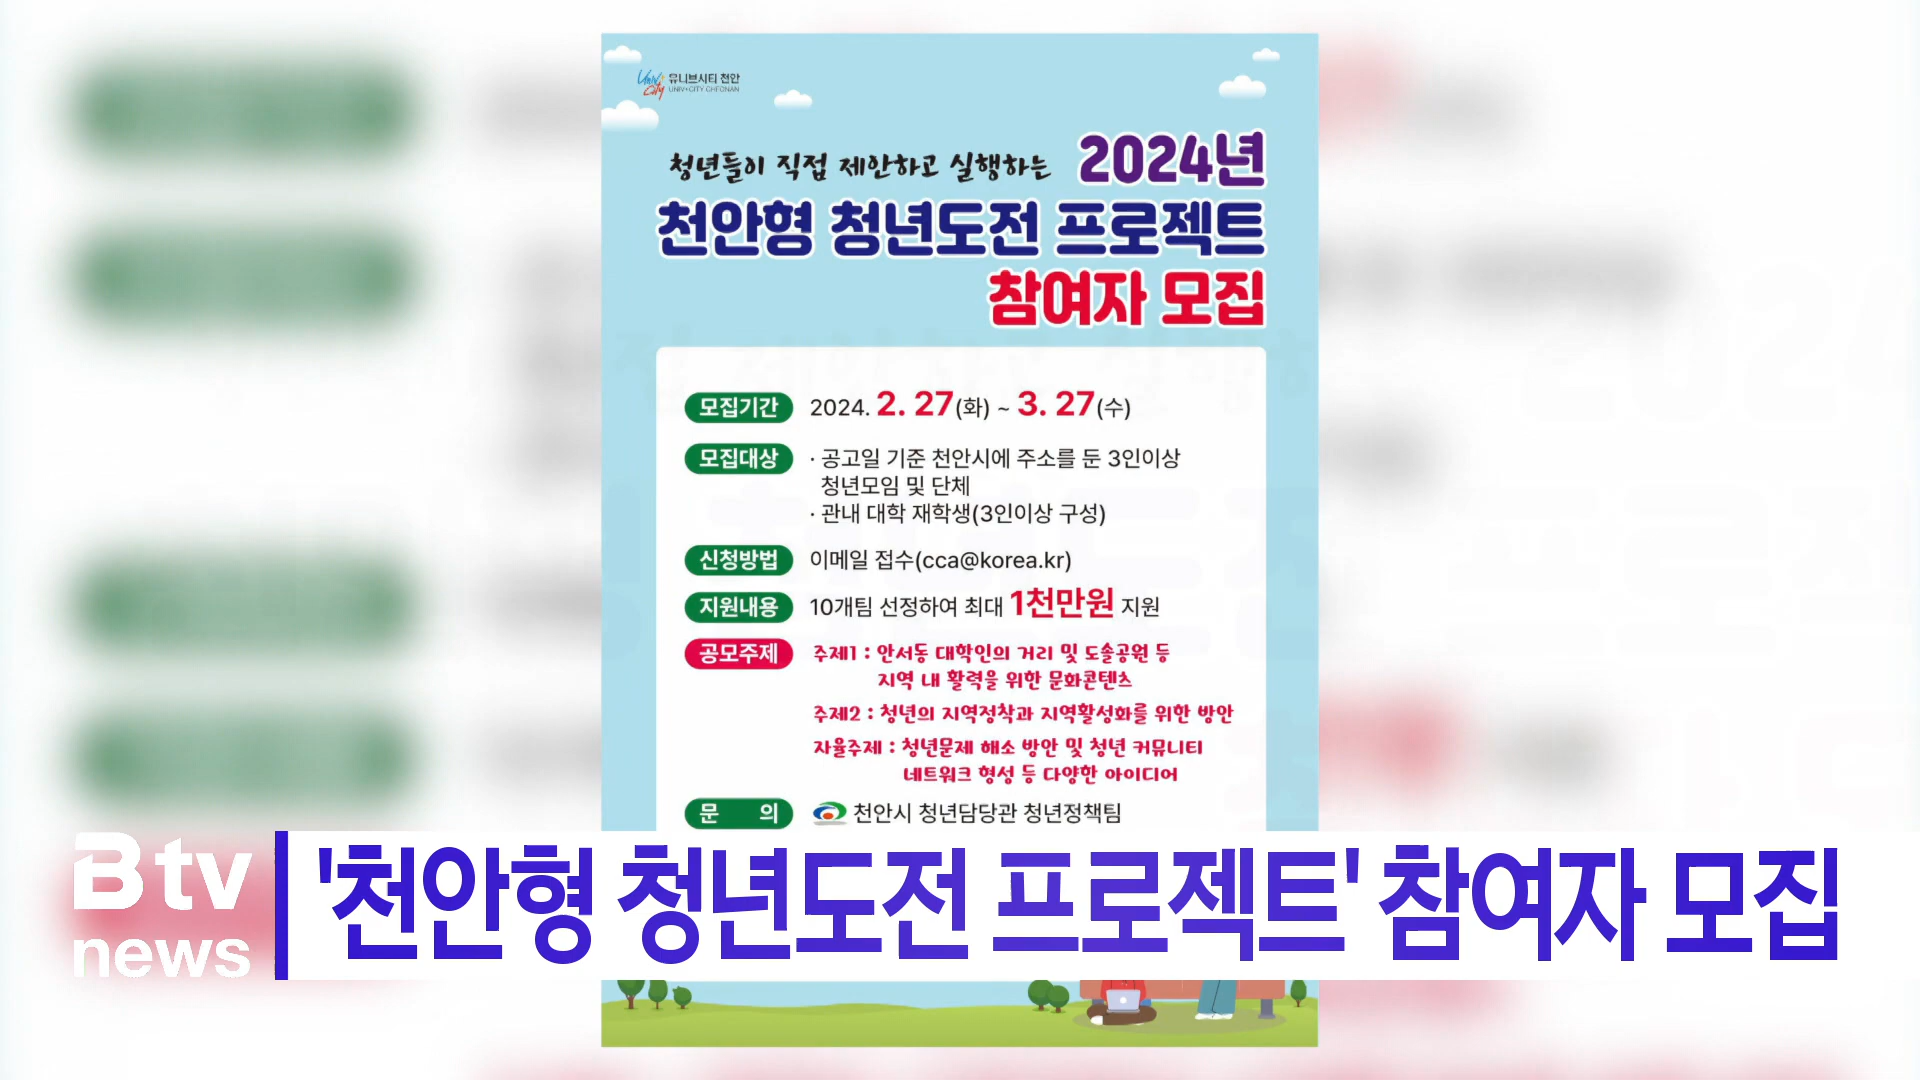 Univ+
City
유니브시티 천안
UNIV+CITY CHEONAN
청년들이 직접 제안하고 실행하는 2024년
천안형 청년도전 프로젝트
참여자 모집
모집기간 2024. 2. 27(화) ~ 3. 27(수)
모집대상 · 공고일 기준 천안시에 주소를 둔 3인이상
청년모임 및 단체
· 관내 대학 재학생(3인이상 구성)
신청방법 이메일 접수(cca@korea.kr)
지원내용 10개팀 선정하여 최대 1천만원 지원
공모주제 주제1 : 안서동 대학인의 거리 및 도솔공원 등
지역 내 활력을 위한 문화콘텐츠
주제2 : 청년의 지역정착과 지역활성화를 위한 방안
자율주제 : 청년문제 해소 방안 및 청년 커뮤니티
네트워크 형성 등 다양한 아이디어
문 의 천안시 청년담당관 청년정책팀
B tv
news
'천안형 청년도전 프로젝트' 참여자 모집